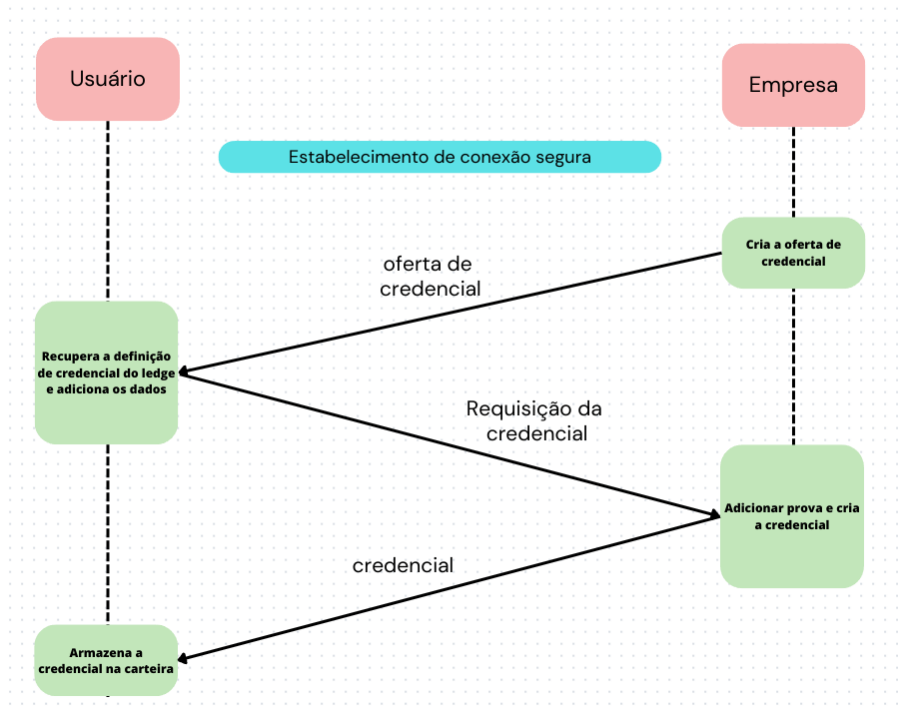 Usuário
Empresa
Estabelecimento de conexão segura
Cria a oferta de
credencial
oferta de
credencial
Recupera a definição
de credencial do ledge
e adiciona os dados
Requisição da
credencial
Adicionar prova e cria
a credencial
credencial
Armazena a
credencial na carteira